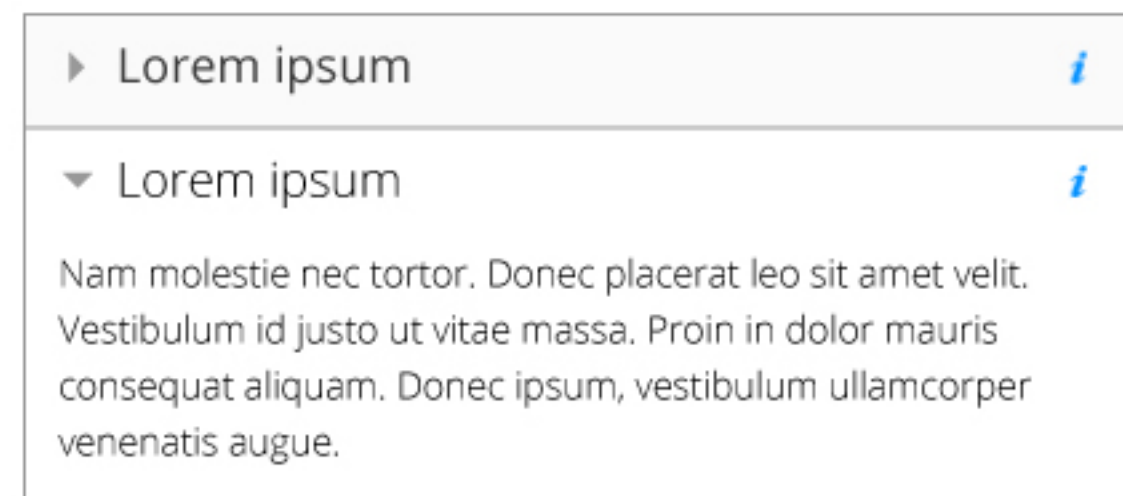 Lorem ipsum i
Lorem ipsum i
Nam molestie nec tortor. Donec placerat leo sit amet velit.
Vestibulum id justo ut vitae massa. Proin in dolor mauris
consequat aliquam. Donec ipsum, vestibulum ullamcorper
venenatis augue.